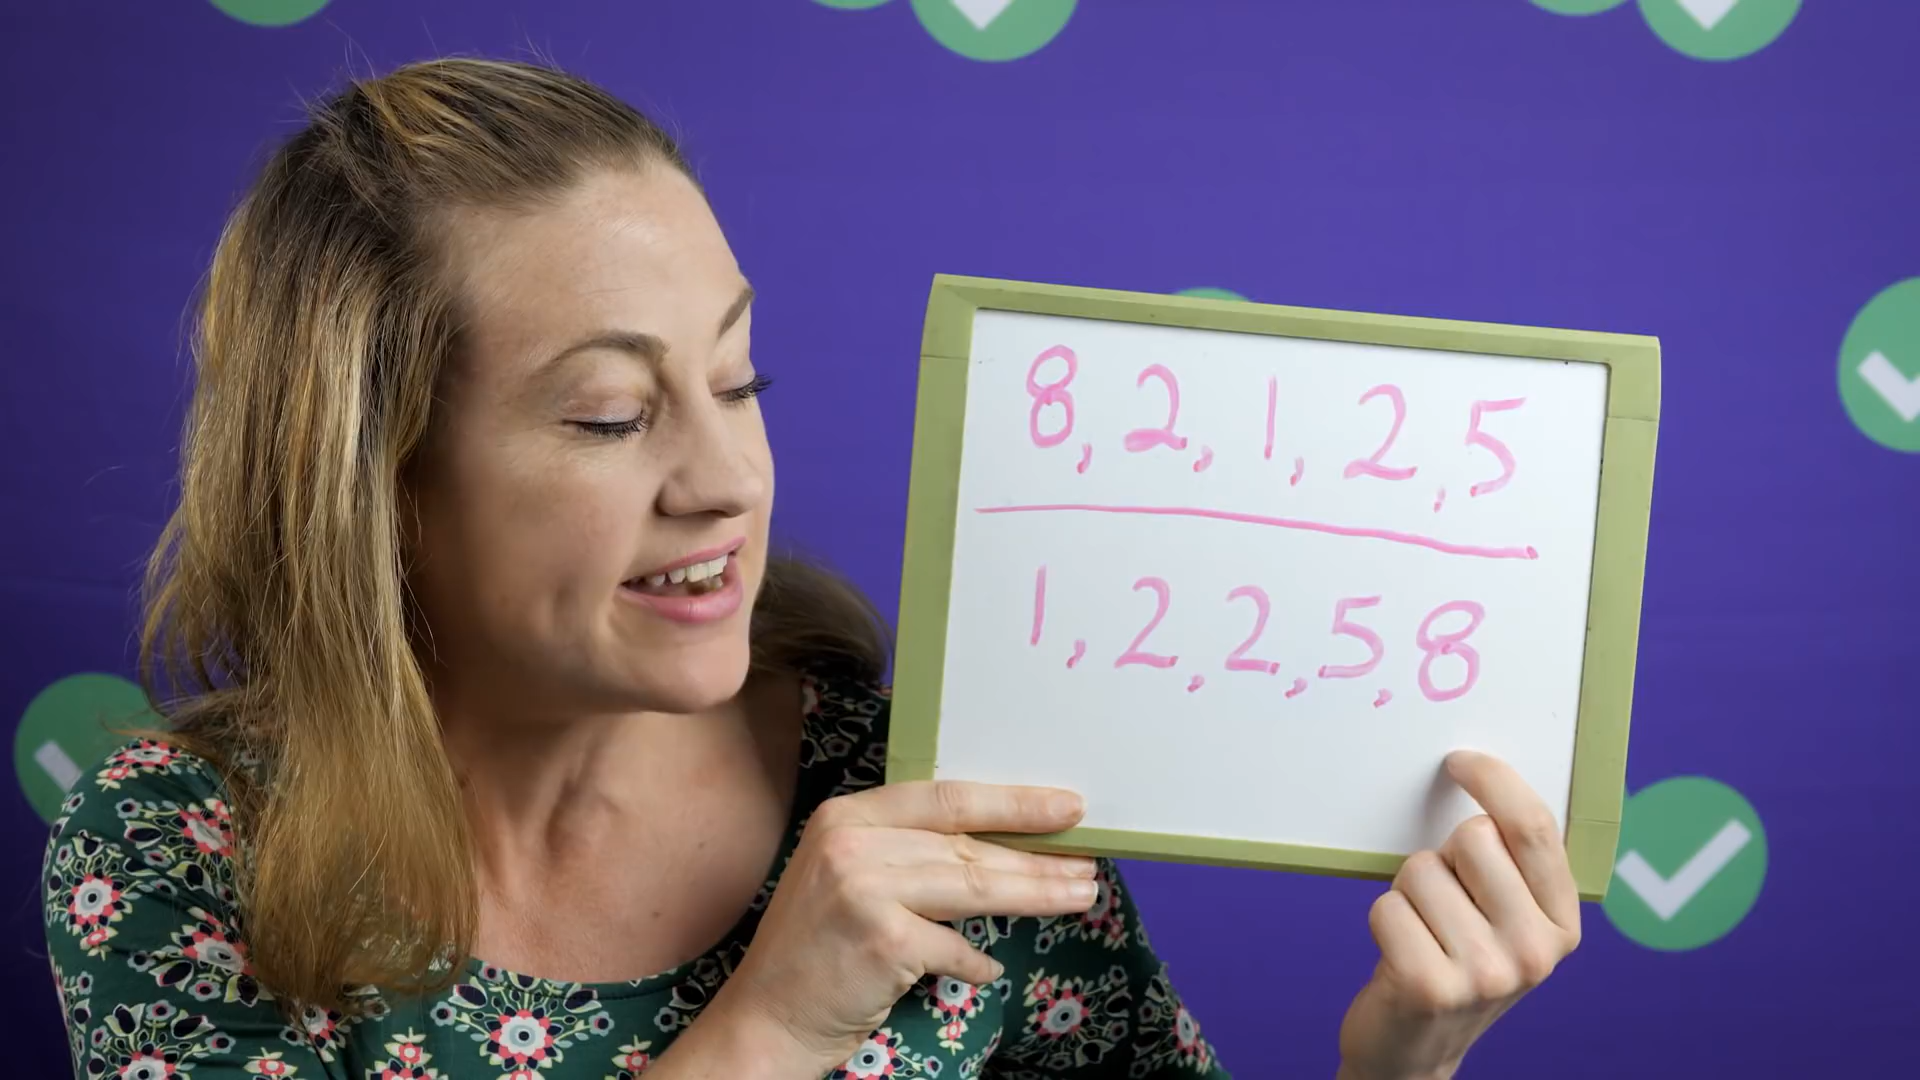 8, 2, 1, 2, 5
1, 2, 2, 5, 8